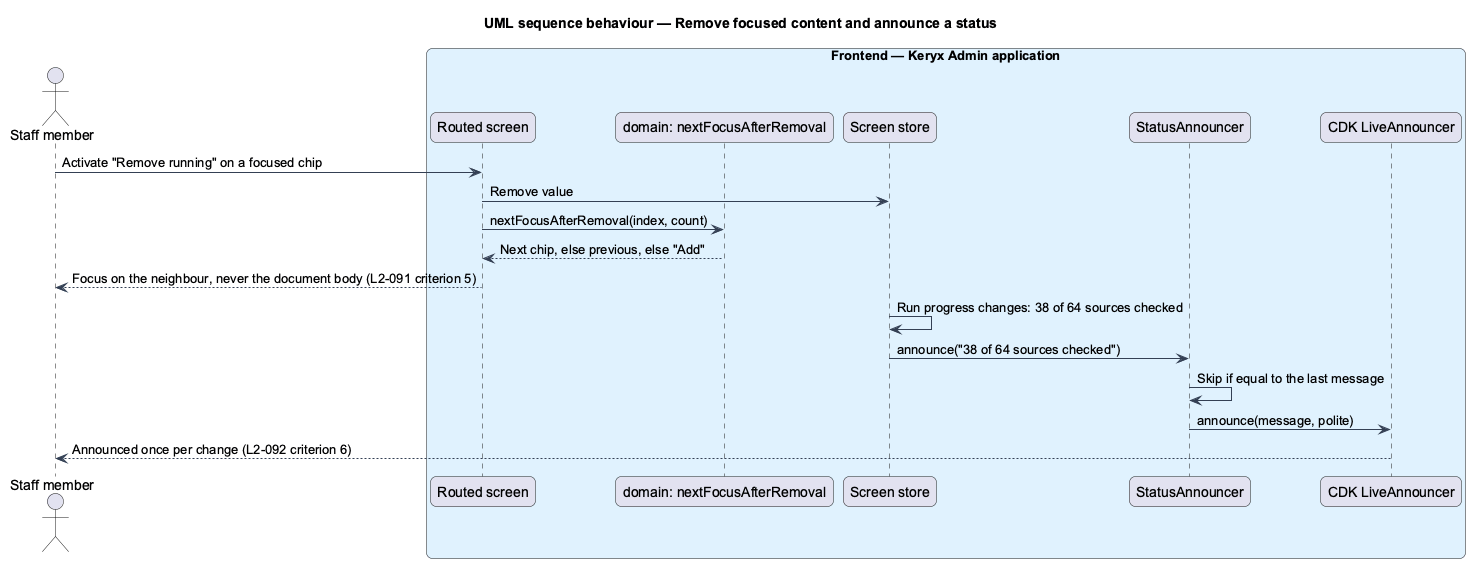 UML sequence behaviour — Remove focused content and announce a status
Frontend — Keryx Admin application
Staff member
Routed screen
domain: nextFocusAfterRemoval
Screen store
StatusAnnouncer
CDK LiveAnnouncer
Activate "Remove running" on a focused chip
Remove value
nextFocusAfterRemoval(index, count)
Next chip, else previous, else "Add"
Focus on the neighbour, never the document body (L2-091 criterion 5)
Run progress changes: 38 of 64 sources checked
announce("38 of 64 sources checked")
Skip if equal to the last message
announce(message, polite)
Announced once per change (L2-092 criterion 6)
Staff member
Routed screen
domain: nextFocusAfterRemoval
Screen store
StatusAnnouncer
CDK LiveAnnouncer